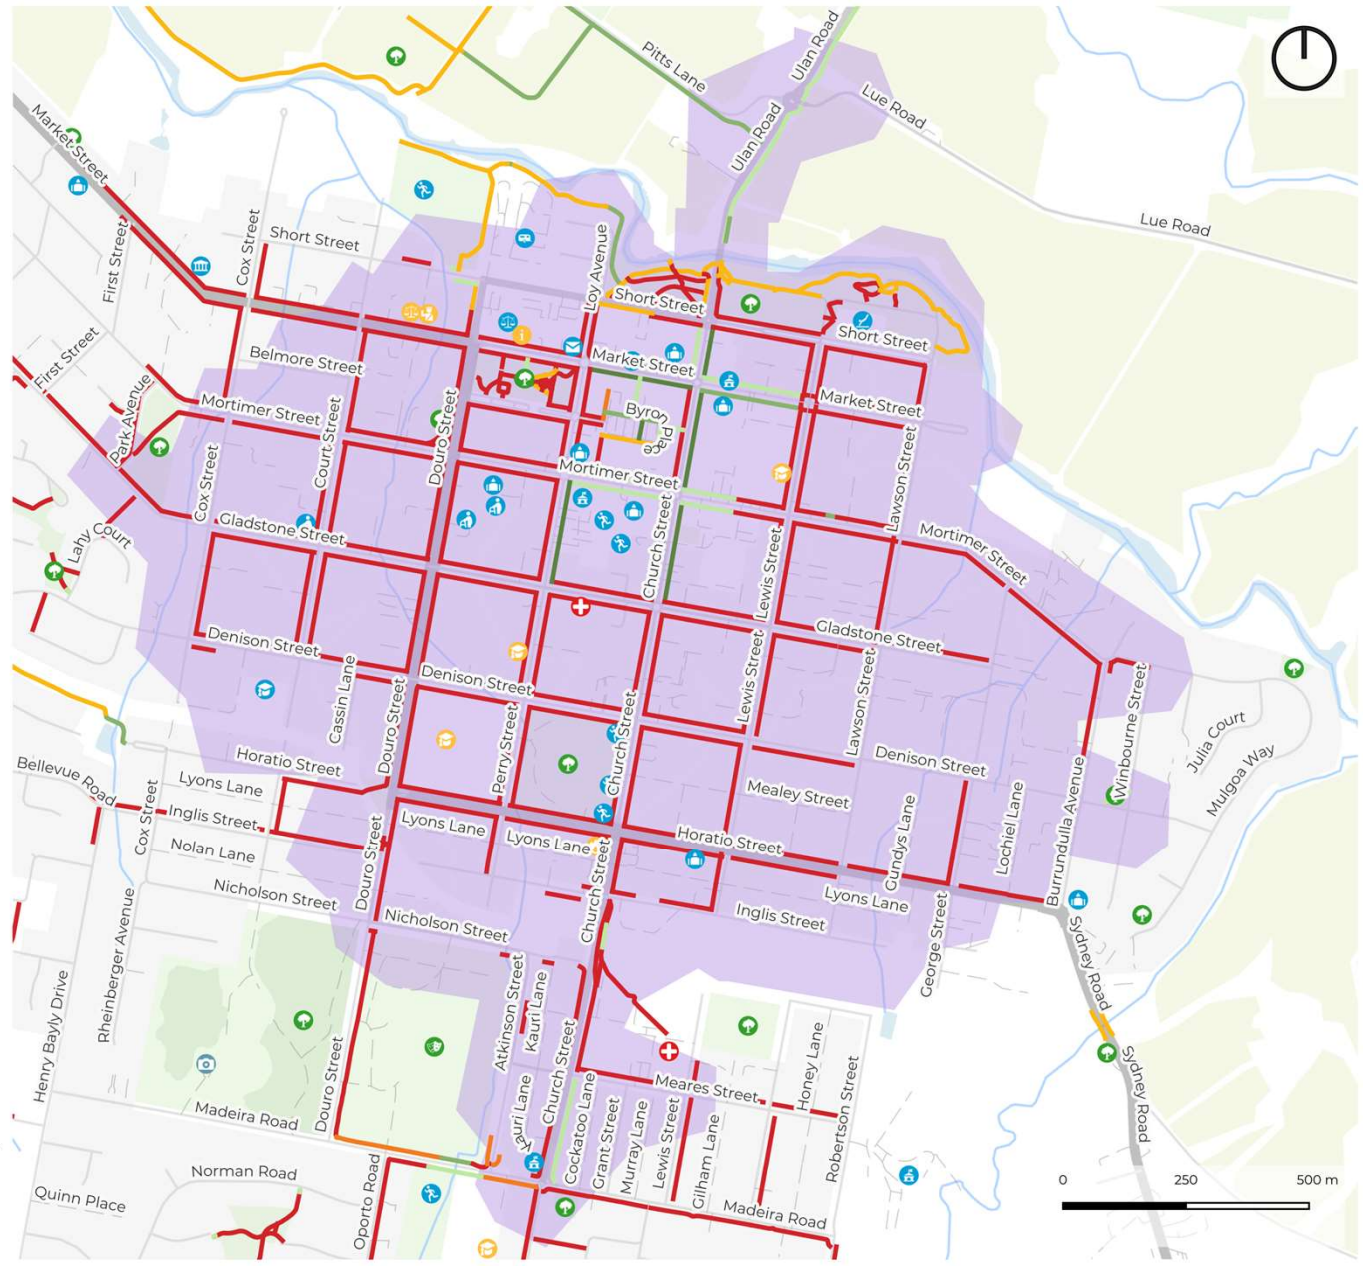 Pitts Lane
Ulan Road
Ulan Road
Lue Road
Lue Road
Market Street
First Street
Cox Street
Short Street
Loy Avenue
Short Street
Short Street
First Street
Belmore Street
Market Street
Market Street
Park Avenue
Mortimer Street
Court Street
Douro Street
Byron
Place
Cox Street
Mortimer Street
Lawson Street
Gladstone Street
Lahy Court
Church Street
Lewis Street
Mortimer Street
Denison Street
Gladstone Street
Cassin Lane
Denison Street
Douro Street
Perry Street
Church Street
Lewis Street
Lawson Street
Winbourne Street
Julia Court
Mulgoa Way
Horatio Street
Bellevue Road
Lyons Lane
Denison Street
Mealey Street
Cox Street
Inglis Street
Lyons Lane
Lyons Lane
Horatio Street
Gundys Lane
Lochiel Lane
Burrundulla Avenue
Nolan Lane
Douro Street
Church Street
Lyons Lane
Nicholson Street
Nicholson Street
Inglis Street
George Street
Sydney Road
Rheinberger Avenue
Henry Bayly Drive
Atkinson Street
Kauri Lane
Church Street
Meares Street
Honey Lane
Robertson Street
Sydney Road
Douro Street
Madeira Road
Kauri Lane
Cockatoo Lane
Grant Street
Murray Lane
Lewis Street
Gilham Lane
Norman Road
Quinn Place
Oporto Road
Madeira Road
0 250 500 m